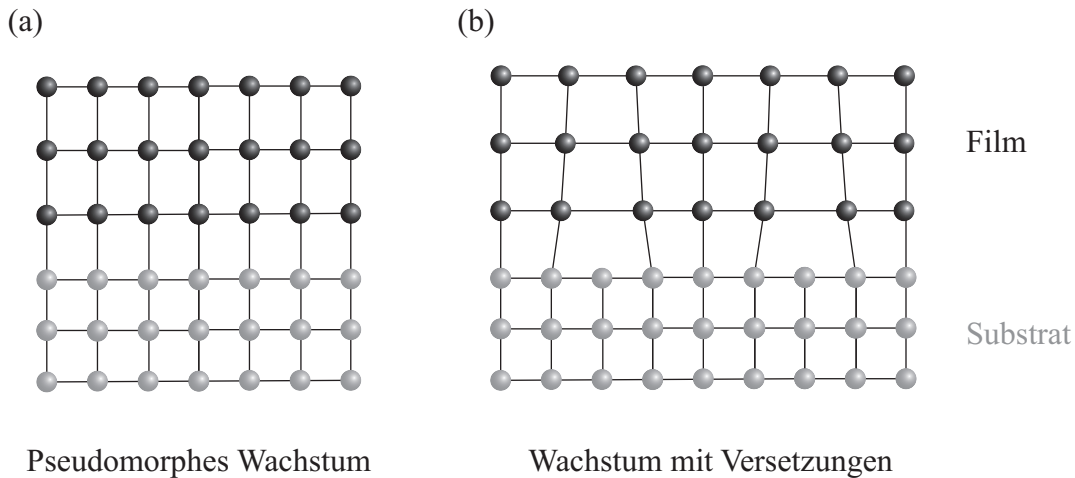 (a)
(b)
Film
Substrat
Pseudomorphes Wachstum
Wachstum mit Versetzungen